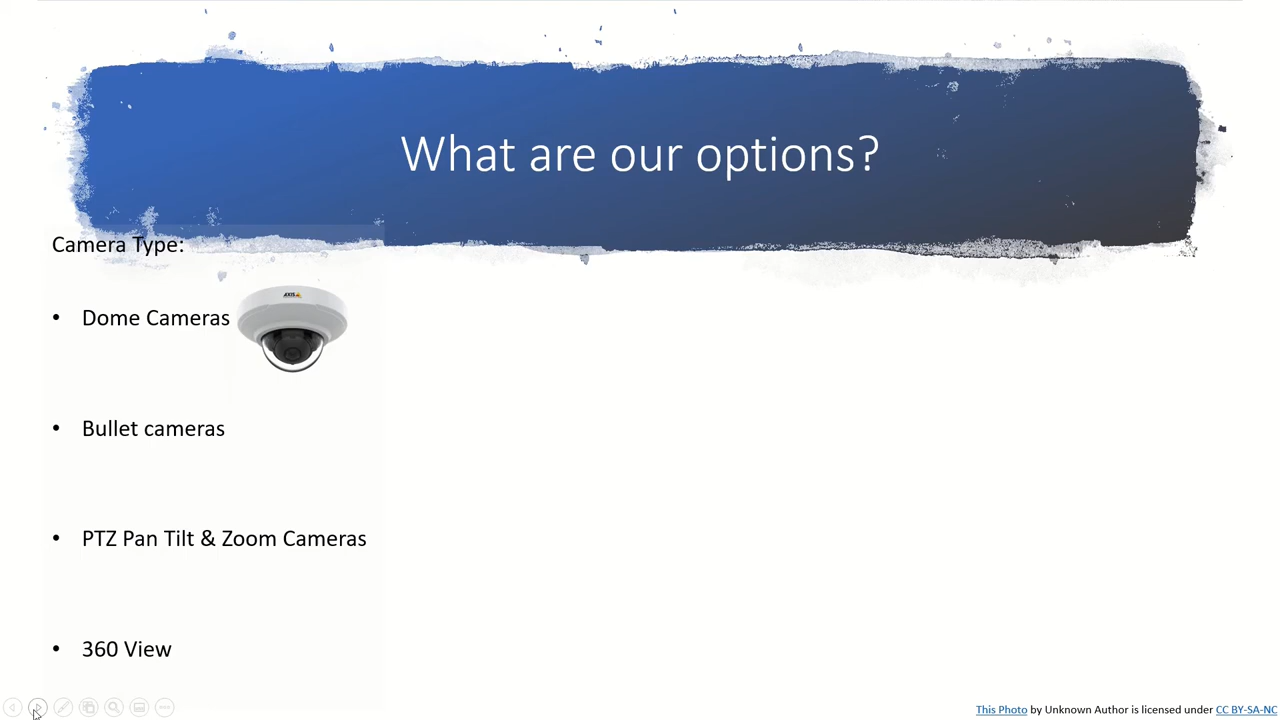 What are our options?
Camera Type:
• Dome Cameras
AXIS
• Bullet cameras
• PTZ Pan Tilt & Zoom Cameras
• 360 View
This Photo by Unknown Author is licensed under CC BY-SA-NC